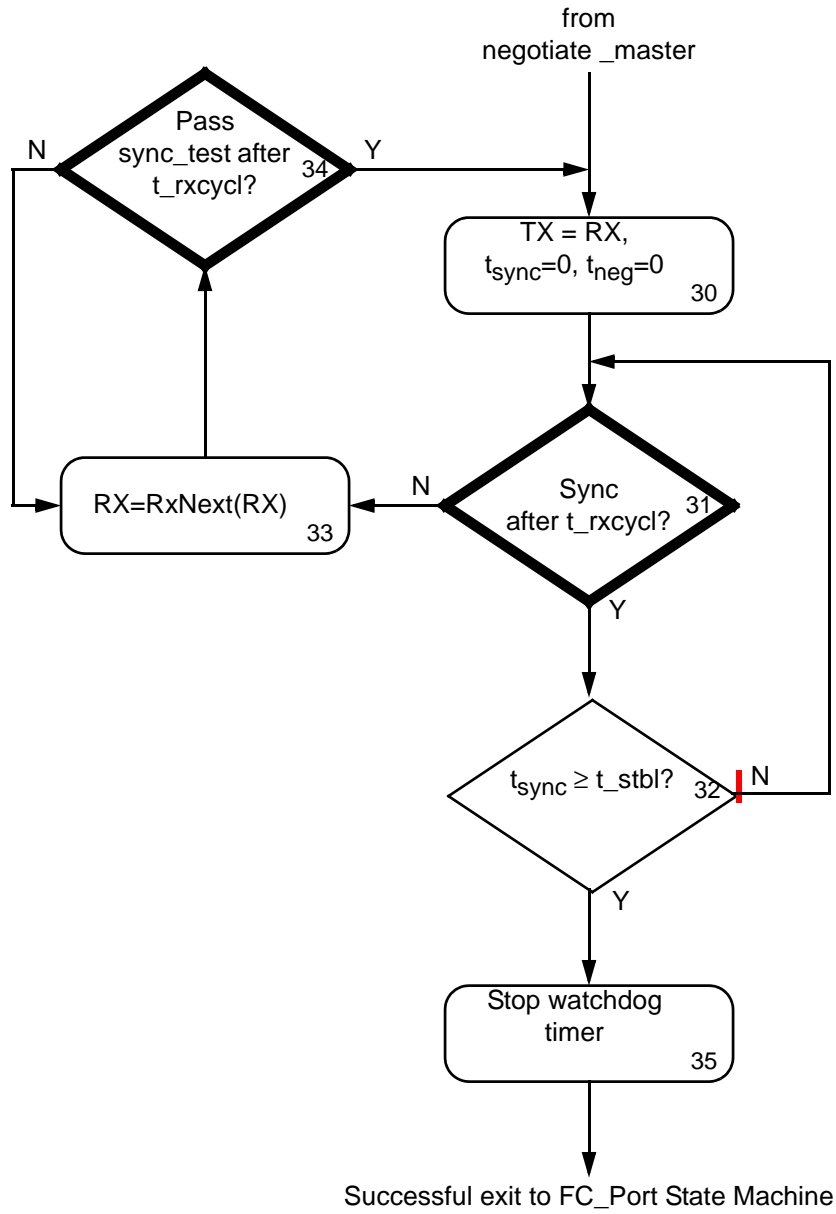 from
negotiate _master
Pass
sync_test after
t_rxcycl?
34
N
Y
TX = RX,
tsync=0, tneg=0
30
RX=RxNext(RX)
33
N
Sync
after t_rxcycl?
31
Y
tsync ≥ t_stbl?
32
N
Y
Stop watchdog
timer
35
Successful exit to FC_Port State Machine